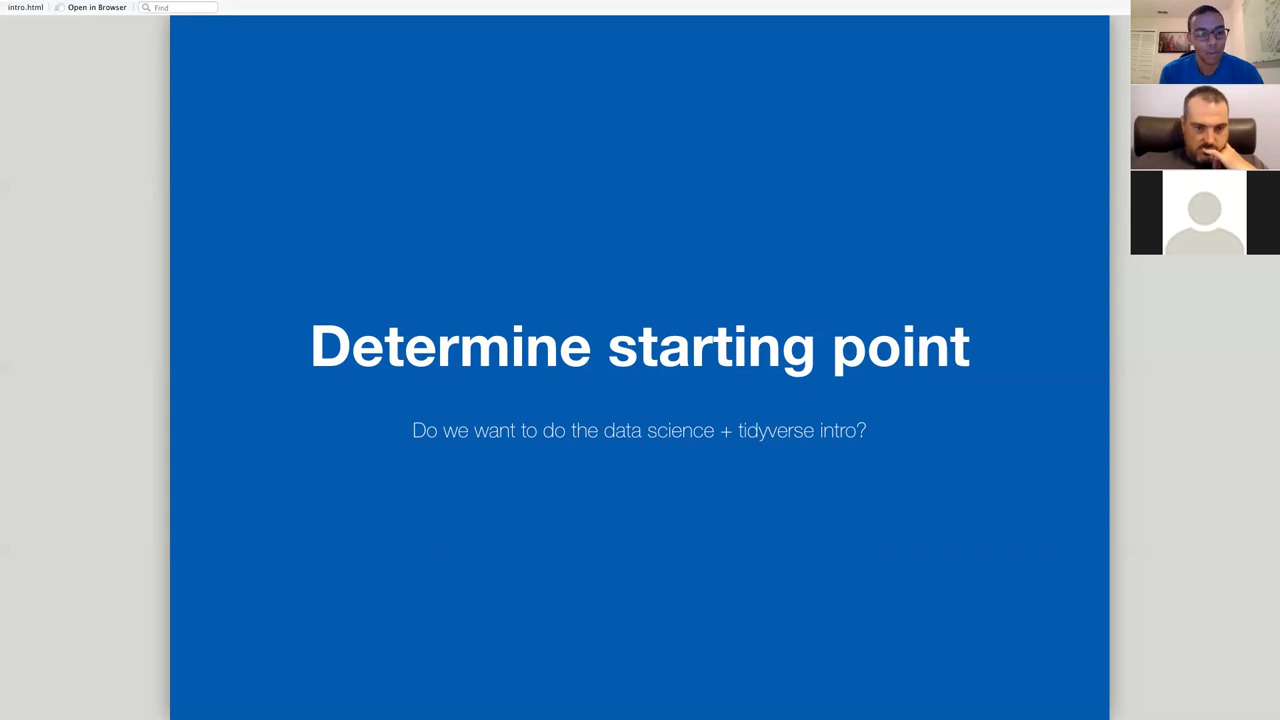 intro.html
Open in Browser
Find
Determine starting point
Do we want to do the data science + tidyverse intro?